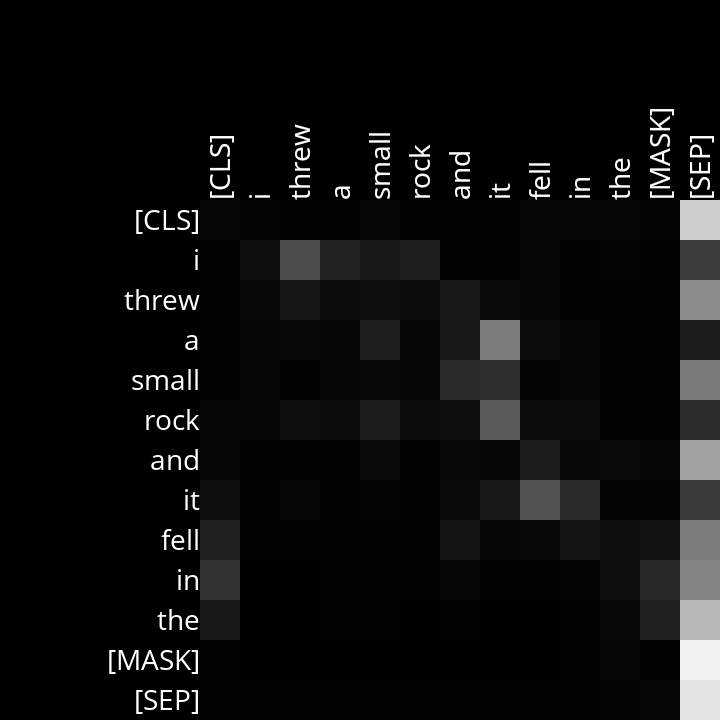 [CLS] i threw a small rock and it fell in the [MASK] [SEP]
[CLS]
i
threw
a
small
rock
and
it
fell
in
the
[MASK]
[SEP]